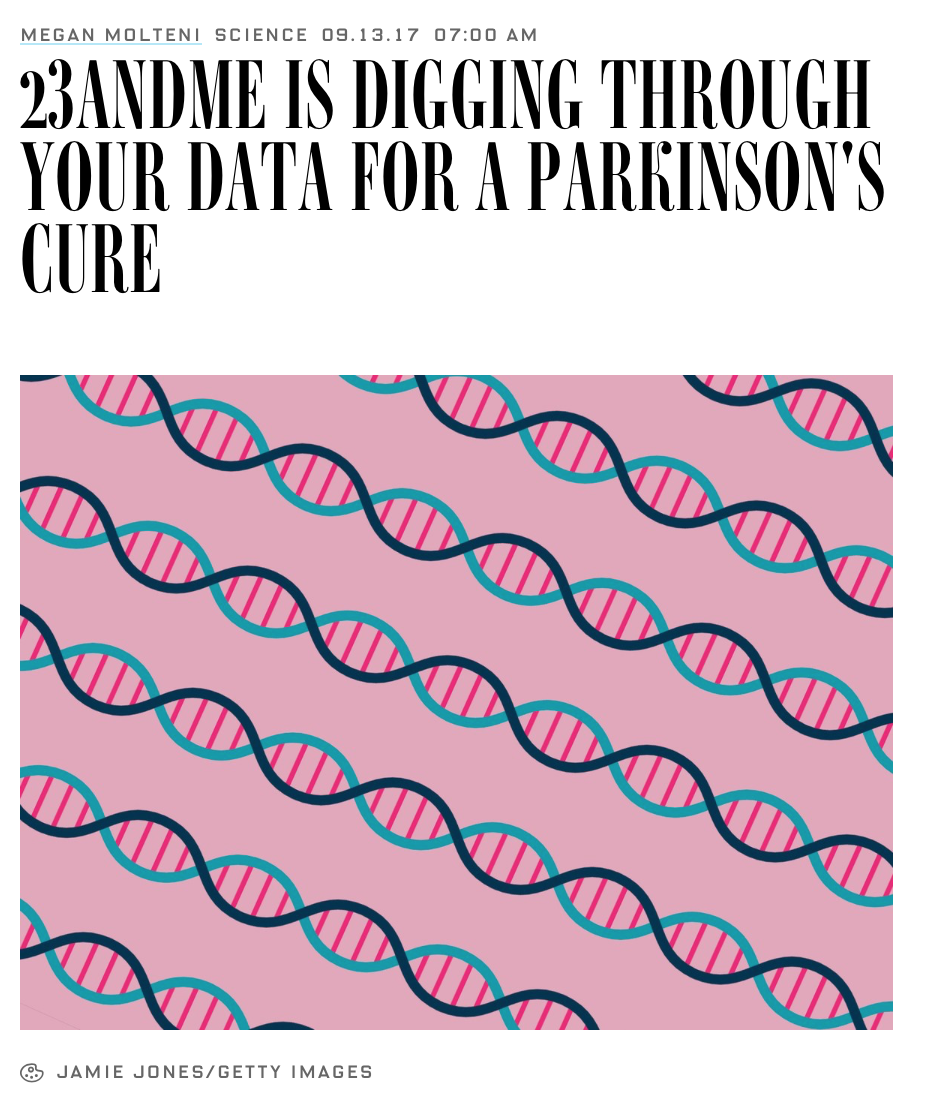 MEGAN MOLTENI SCIENCE 09.13.17 07:00 AM
23ANDME IS DIGGING THROUGH
YOUR DATA FOR A PARKINSON'S
CURE
JAMIE JONES/GETTY IMAGES